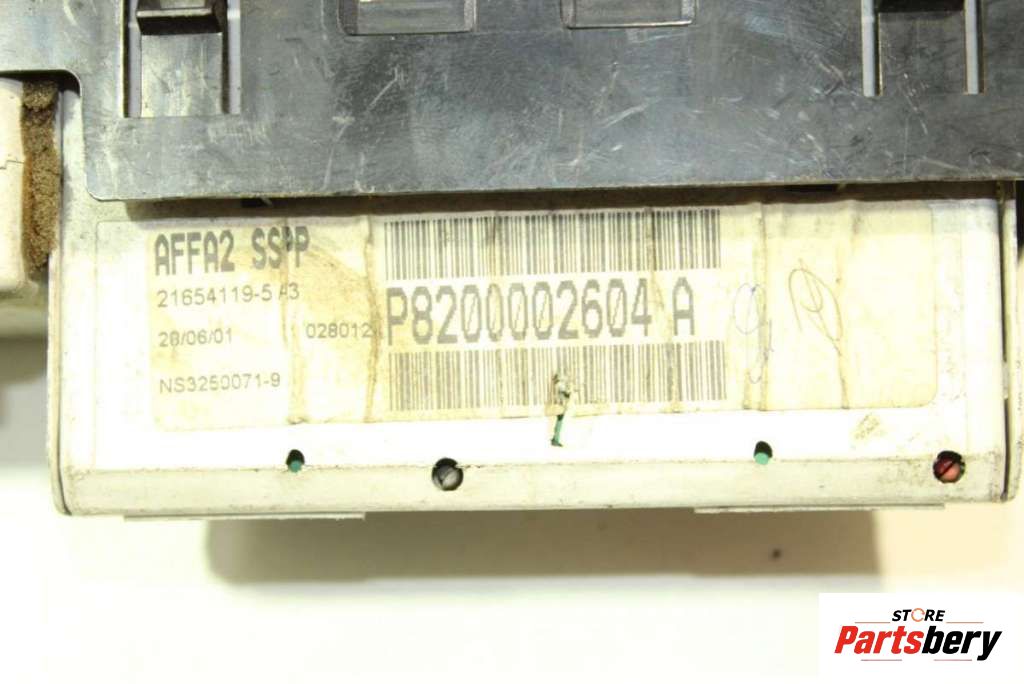 AFFA2 SSPP
21654119-5 A3
28/06/01 028012
NS3250071-9
P8200002604 A
STORE
Partsbery